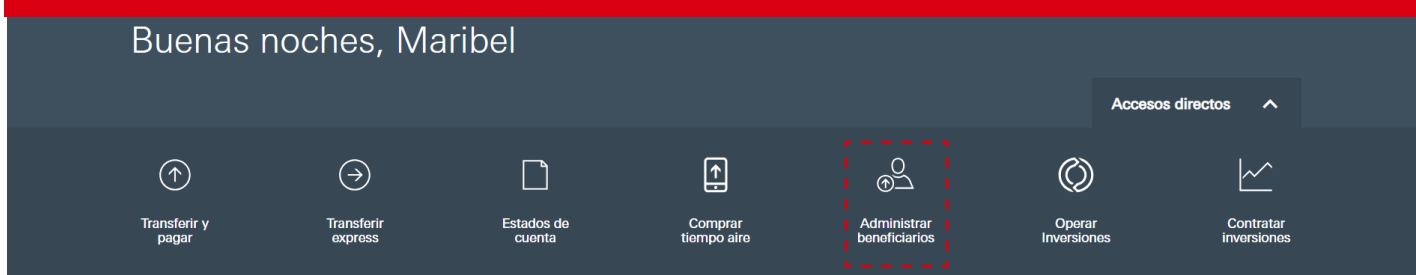 Buenas noches, Maribel
Accesos directos
Transferir y
pagar
Transferir
express
Estados de
cuenta
Comprar
tiempo aire
Administrar
beneficiarios
Operar
Inversiones
Contratar
inversiones